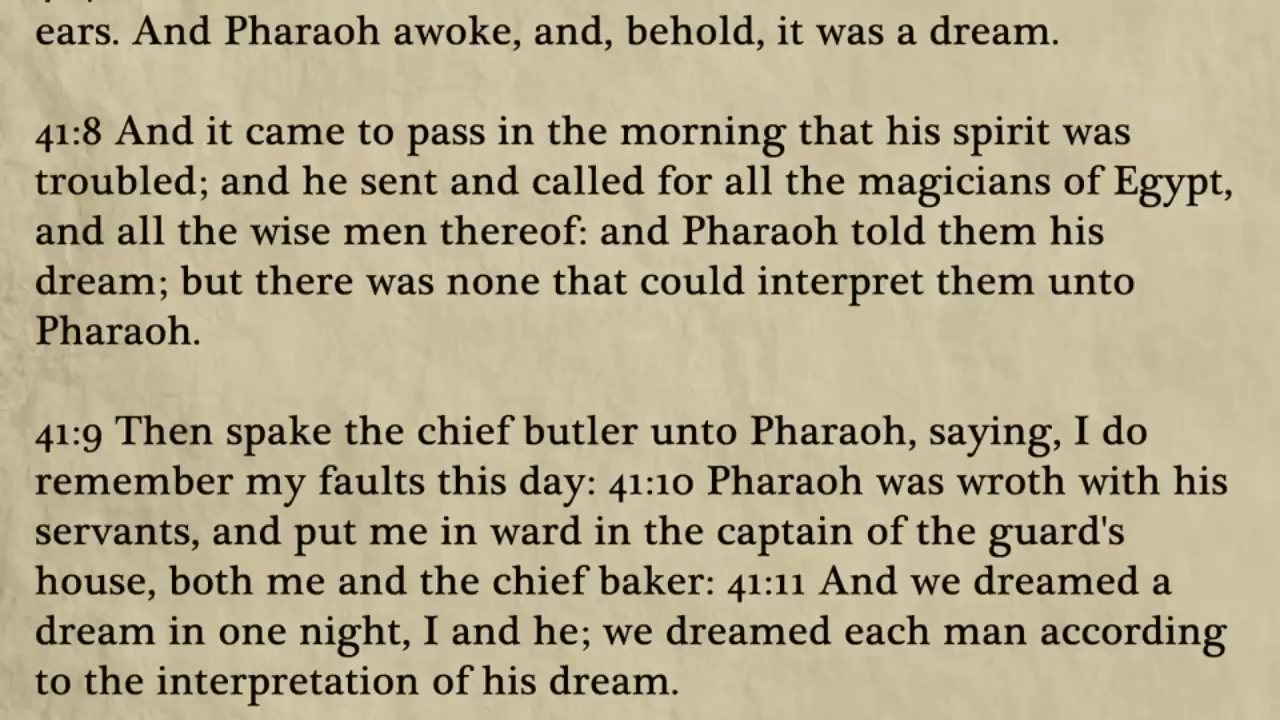 ears. And Pharaoh awoke, and, behold, it was a dream.
41:8 And it came to pass in the morning that his spirit was
troubled; and he sent and called for all the magicians of Egypt,
and all the wise men thereof: and Pharaoh told them his
dream; but there was none that could interpret them unto
Pharaoh.
41:9 Then spake the chief butler unto Pharaoh, saying, I do
remember my faults this day: 41:10 Pharaoh was wroth with his
servants, and put me in ward in the captain of the guard's
house, both me and the chief baker: 41:11 And we dreamed a
dream in one night, I and he; we dreamed each man according
to the interpretation of his dream.